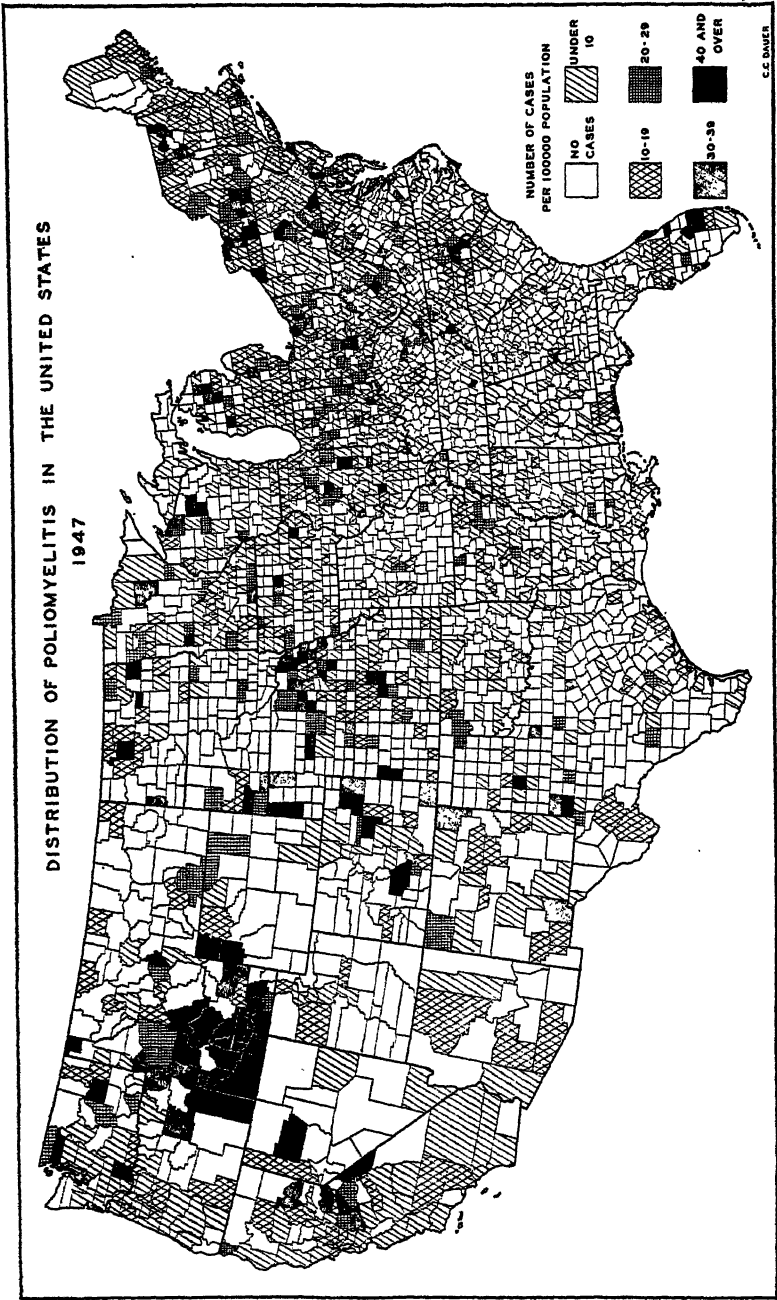 DISTRIBUTION OF POLIOMYELITIS IN THE UNITED STATES
1947
NUMBER OF CASES
PER 100000 POPULATION
NO CASES
UNDER 10
10-19
20-29
30-39
40 AND OVER
C.C. DAUER